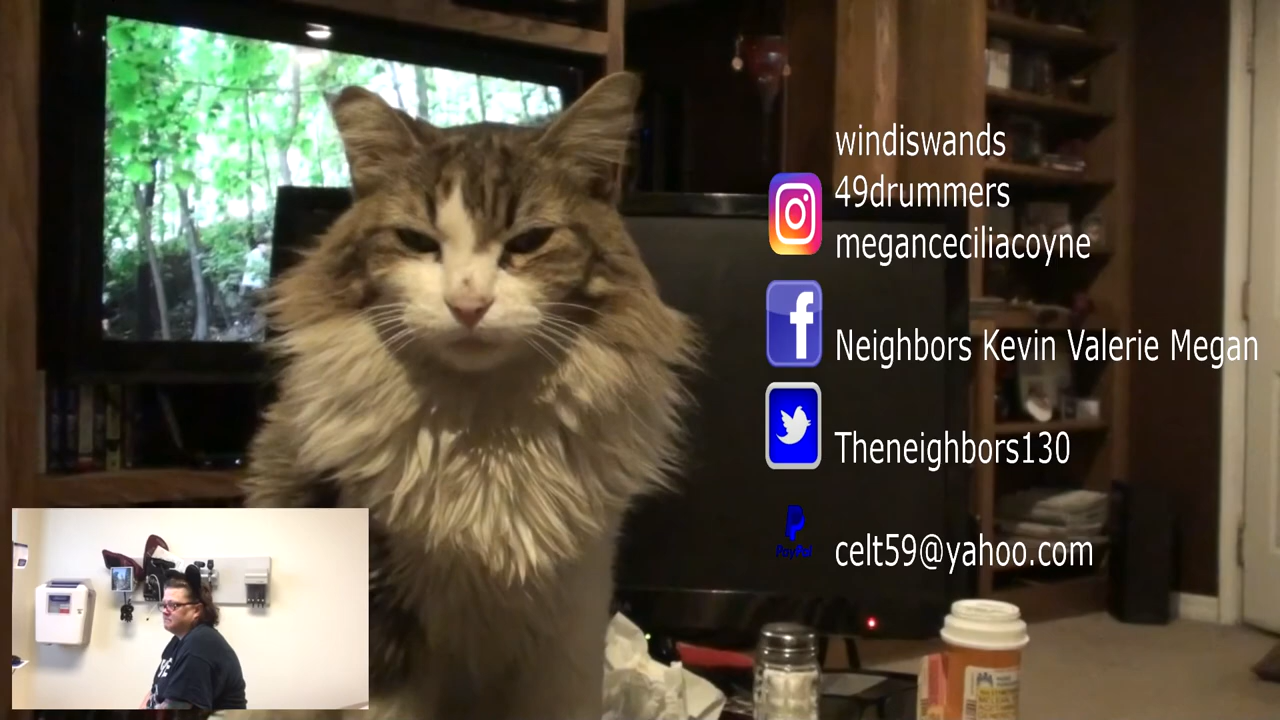 windiswands
49drummers
meganceciliacoyne
Neighbors Kevin Valerie Megan
Theneighbors130
PayPal
celt59@yahoo.com